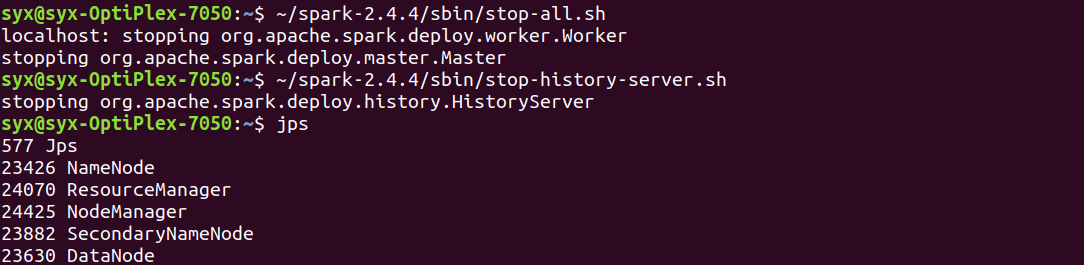 syx@syx-OptiPlex-7050:~$ ~/spark-2.4.4/sbin/stop-all.sh
localhost: stopping org.apache.spark.deploy.worker.Worker
stopping org.apache.spark.deploy.master.Master
syx@syx-OptiPlex-7050:~$ ~/spark-2.4.4/sbin/stop-history-server.sh
stopping org.apache.spark.deploy.history.HistoryServer
syx@syx-OptiPlex-7050:~$ jps
577 Jps
23426 NameNode
24070 ResourceManager
24425 NodeManager
23882 SecondaryNameNode
23630 DataNode